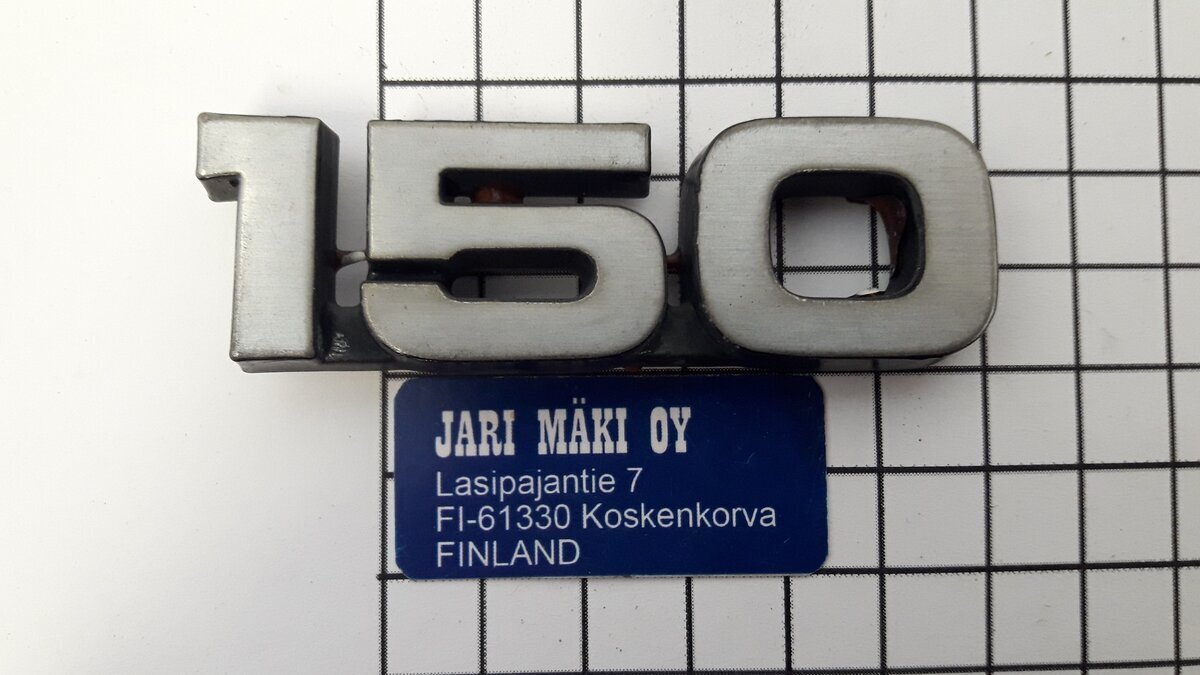 150
JARI MÄKI OY
Lasipajantie 7
FI-61330 Koskenkorva
FINLAND